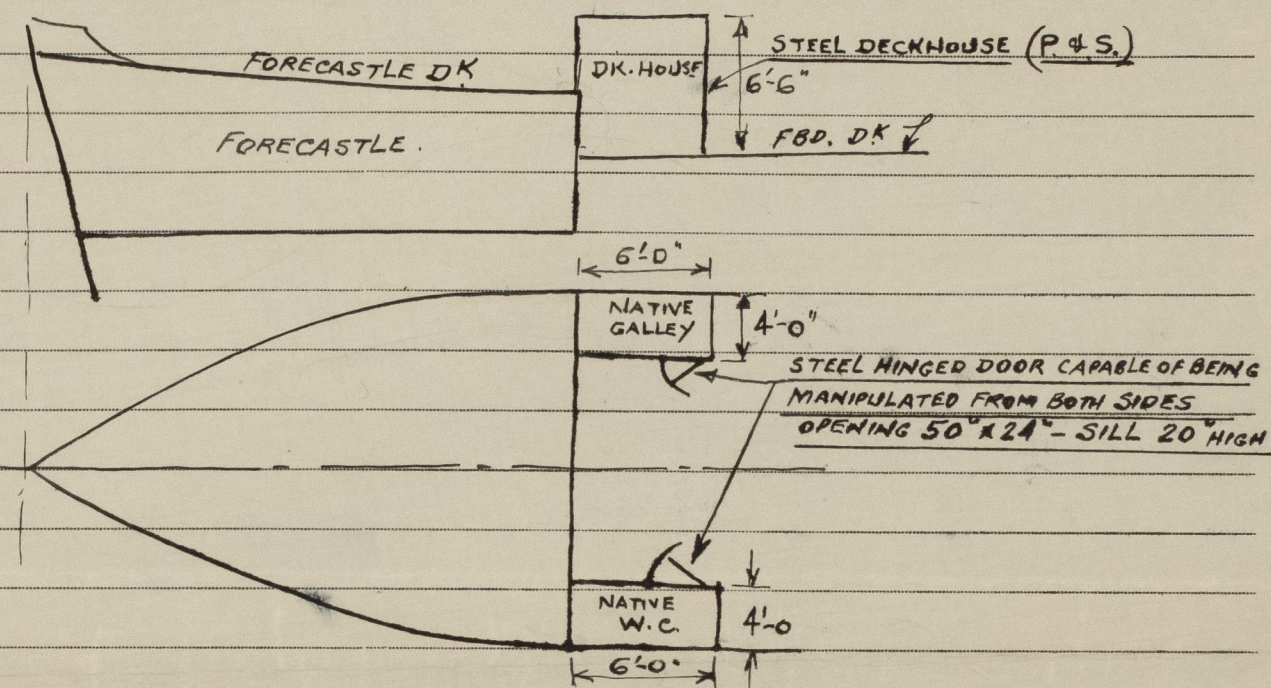 FORECASTLE DK
FORECASTLE.
DK. HOUSE
6'-6"
STEEL DECKHOUSE (P. & S.)
FBD. DK
6'-0"
NATIVE
GALLEY
4'-0"
STEEL HINGED DOOR CAPABLE OF BEING
MANIPULATED FROM BOTH SIDES
OPENING 50" x 24" - SILL 20" HIGH
NATIVE
W.C.
4'-0
6'-0"